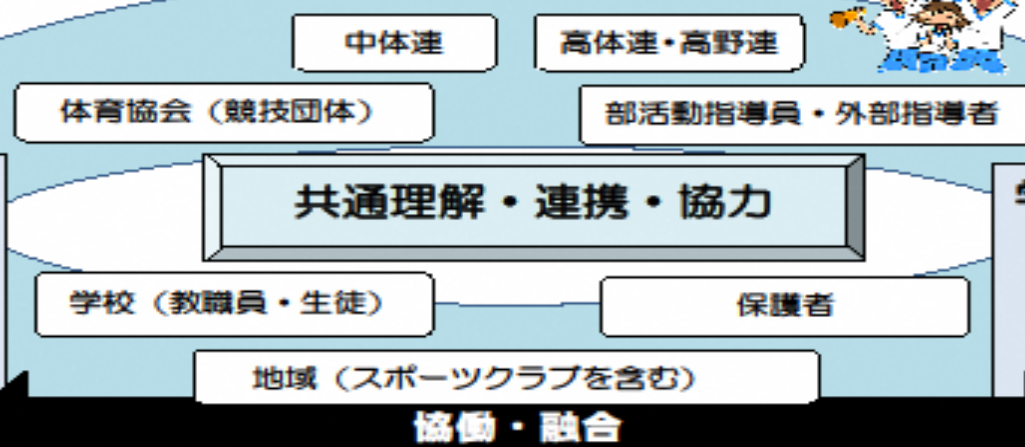 中体連
高体連・高野連
体育協会（競技団体）
部活動指導員・外部指導者
共通理解・連携・協力
学校（教職員・生徒）
保護者
地域（スポーツクラブを含む）
協働・融合